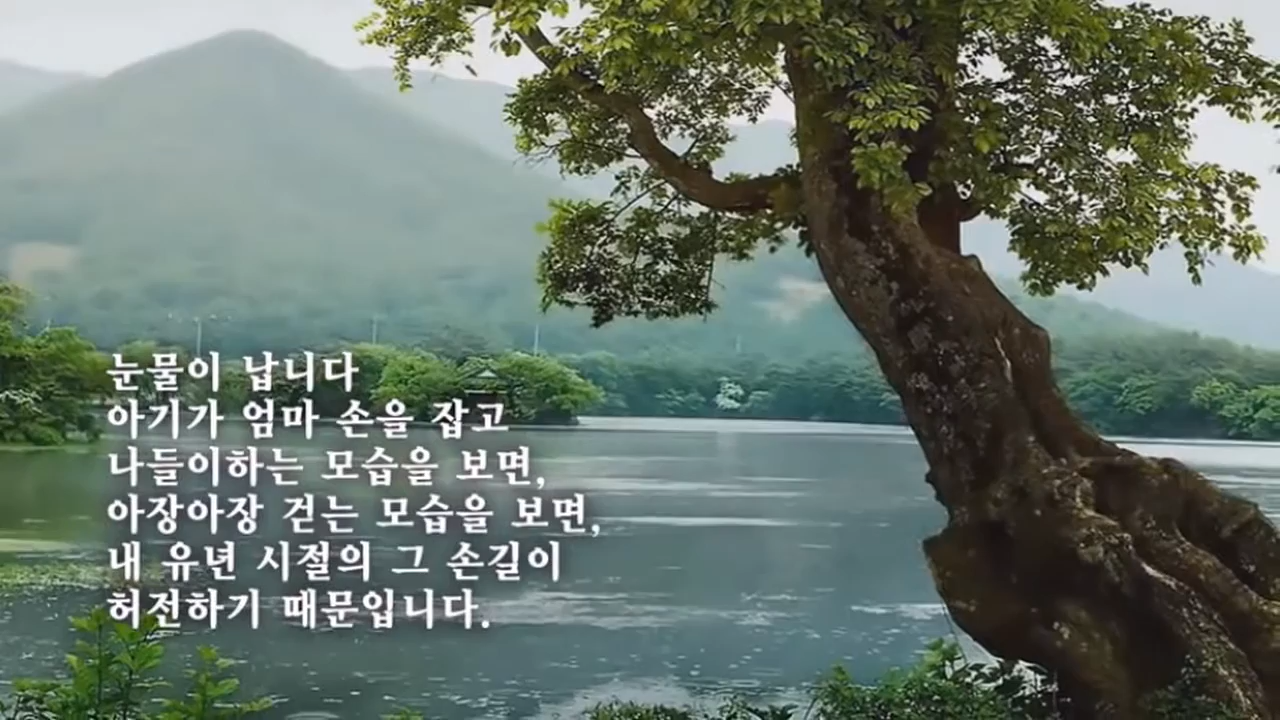 눈물이 납니다
아기가 엄마 손을 잡고
나들이하는 모습을 보면,
아장아장 걷는 모습을 보면,
내 유년 시절의 그 손길이
허전하기 때문입니다.